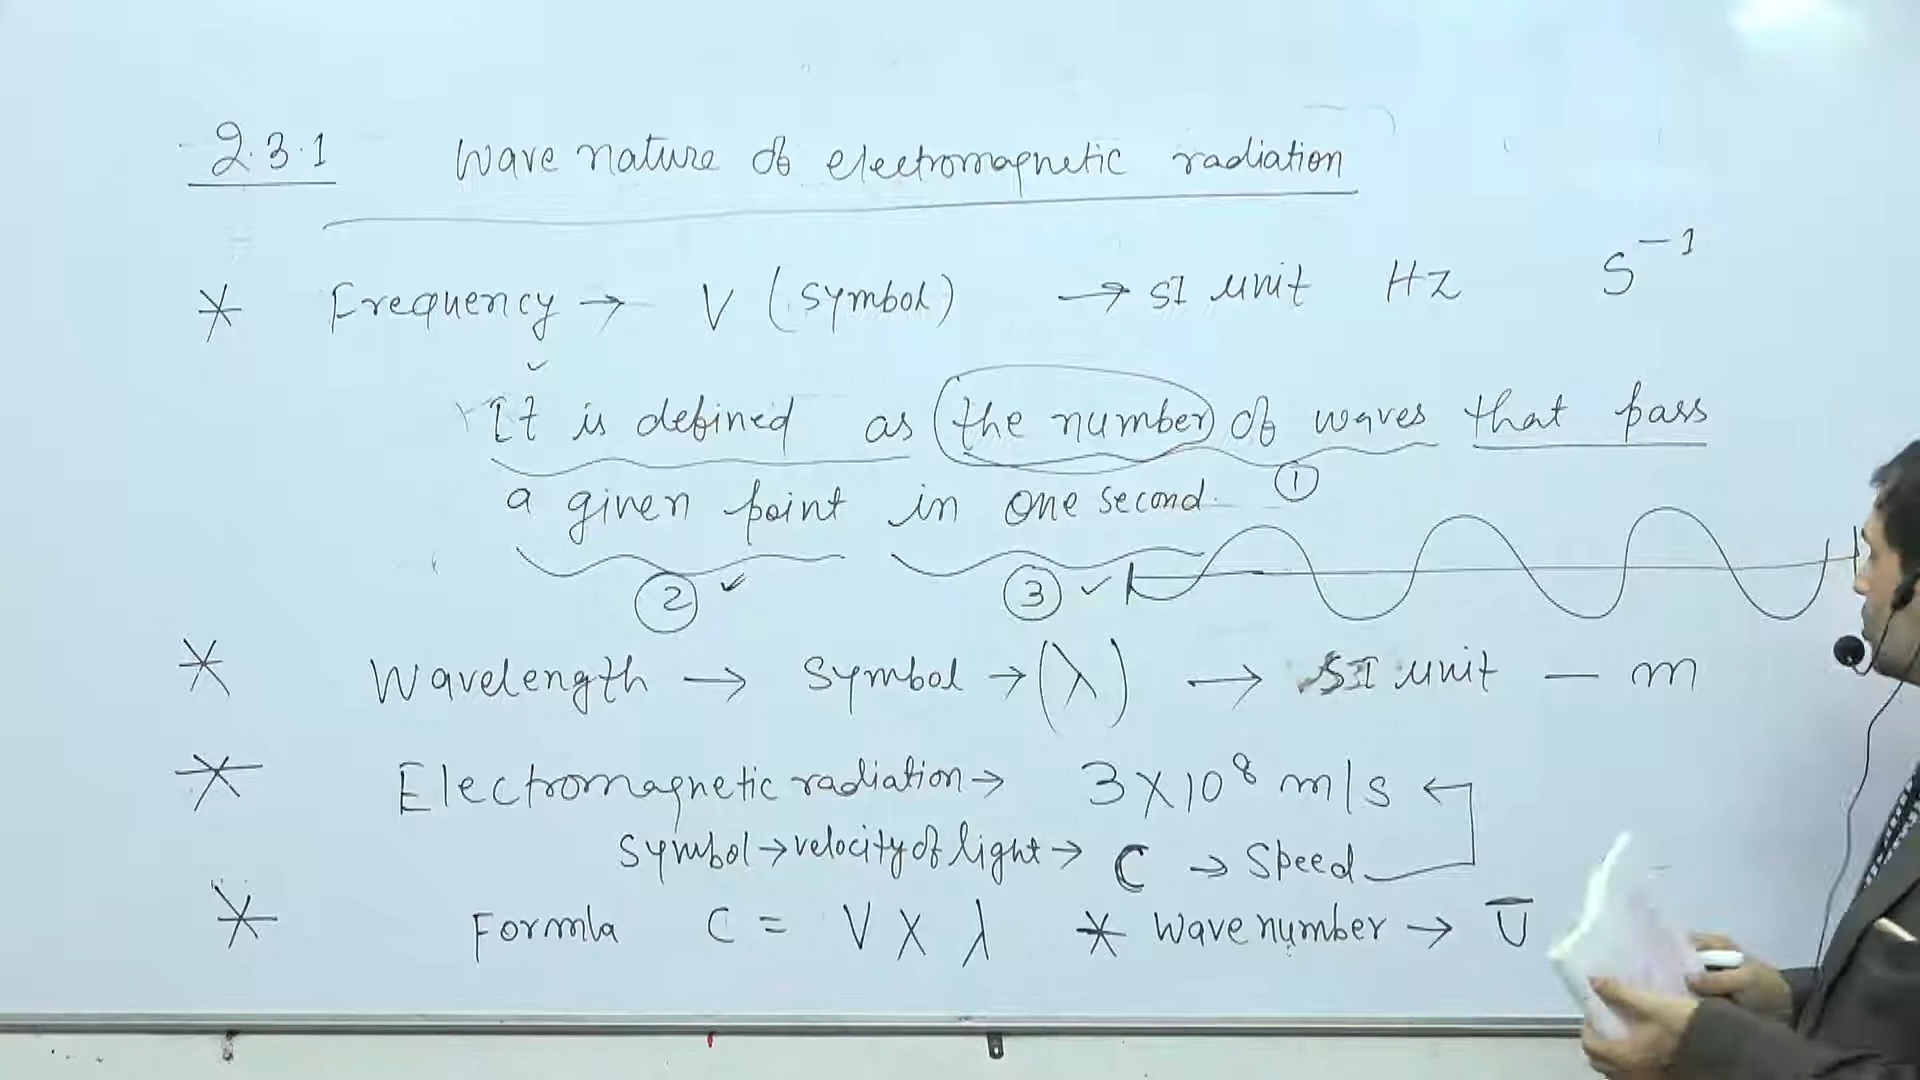 2.3.1 Wave nature of electromagnetic radiation
* Frequency → ν (symbol) → SI unit Hz S⁻¹
It is defined as the number of waves that pass
a given point in one second. ①
② ✓ ③ ✓
* Wavelength → Symbol → (λ) → SI unit — m
* Electromagnetic radiation → 3×10⁸ m/s ←
Symbol → velocity of light → C → Speed
* Formla C = ν × λ * Wave number → ν̅